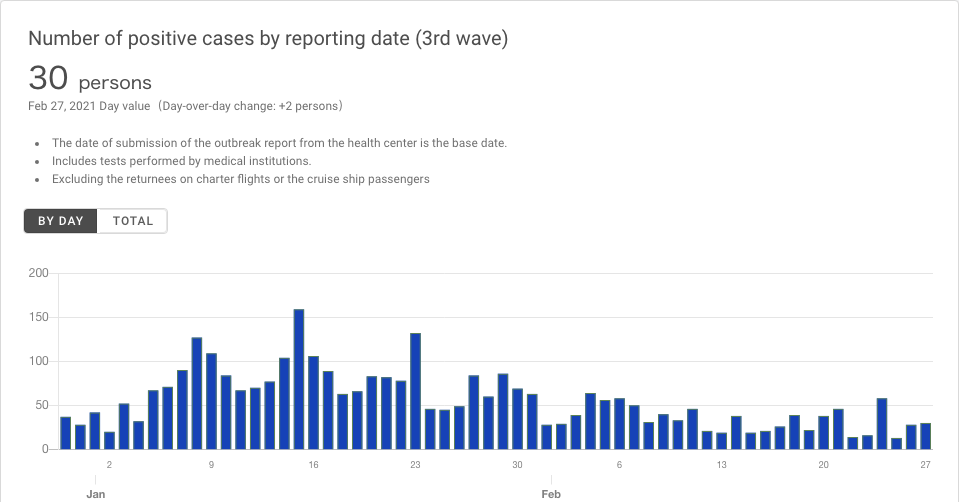 Number of positive cases by reporting date (3rd wave)
30 persons
Feb 27, 2021 Day value（Day-over-day change: +2 persons）
• The date of submission of the outbreak report from the health center is the base date.
• Includes tests performed by medical institutions.
• Excluding the returnees on charter flights or the cruise ship passengers
BY DAY TOTAL
200
150
100
50
0
2 9 16 23 30 6 13 20 27
Jan Feb